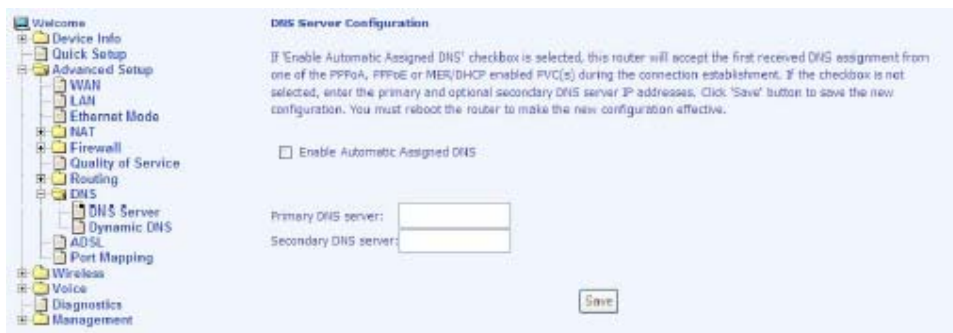 Welcome
Device Info
Quick Setup
Advanced Setup
WAN
LAN
Ethernet Mode
NAT
Firewall
Quality of Service
Routing
DNS
DNS Server
Dynamic DNS
ADSL
Port Mapping
Wireless
Voice
Diagnostics
Management
DNS Server Configuration
If 'Enable Automatic Assigned DNS' checkbox is selected, this router will accept the first received DNS assignment from
one of the PPPoA, PPPoE or MER/DHCP enabled PVC(s) during the connection establishment. If the checkbox is not
selected, enter the primary and optional secondary DNS server IP addresses. Click 'Save' button to save the new
configuration. You must reboot the router to make the new configuration effective.
Enable Automatic Assigned DNS
Primary DNS server:
Secondary DNS server:
Save